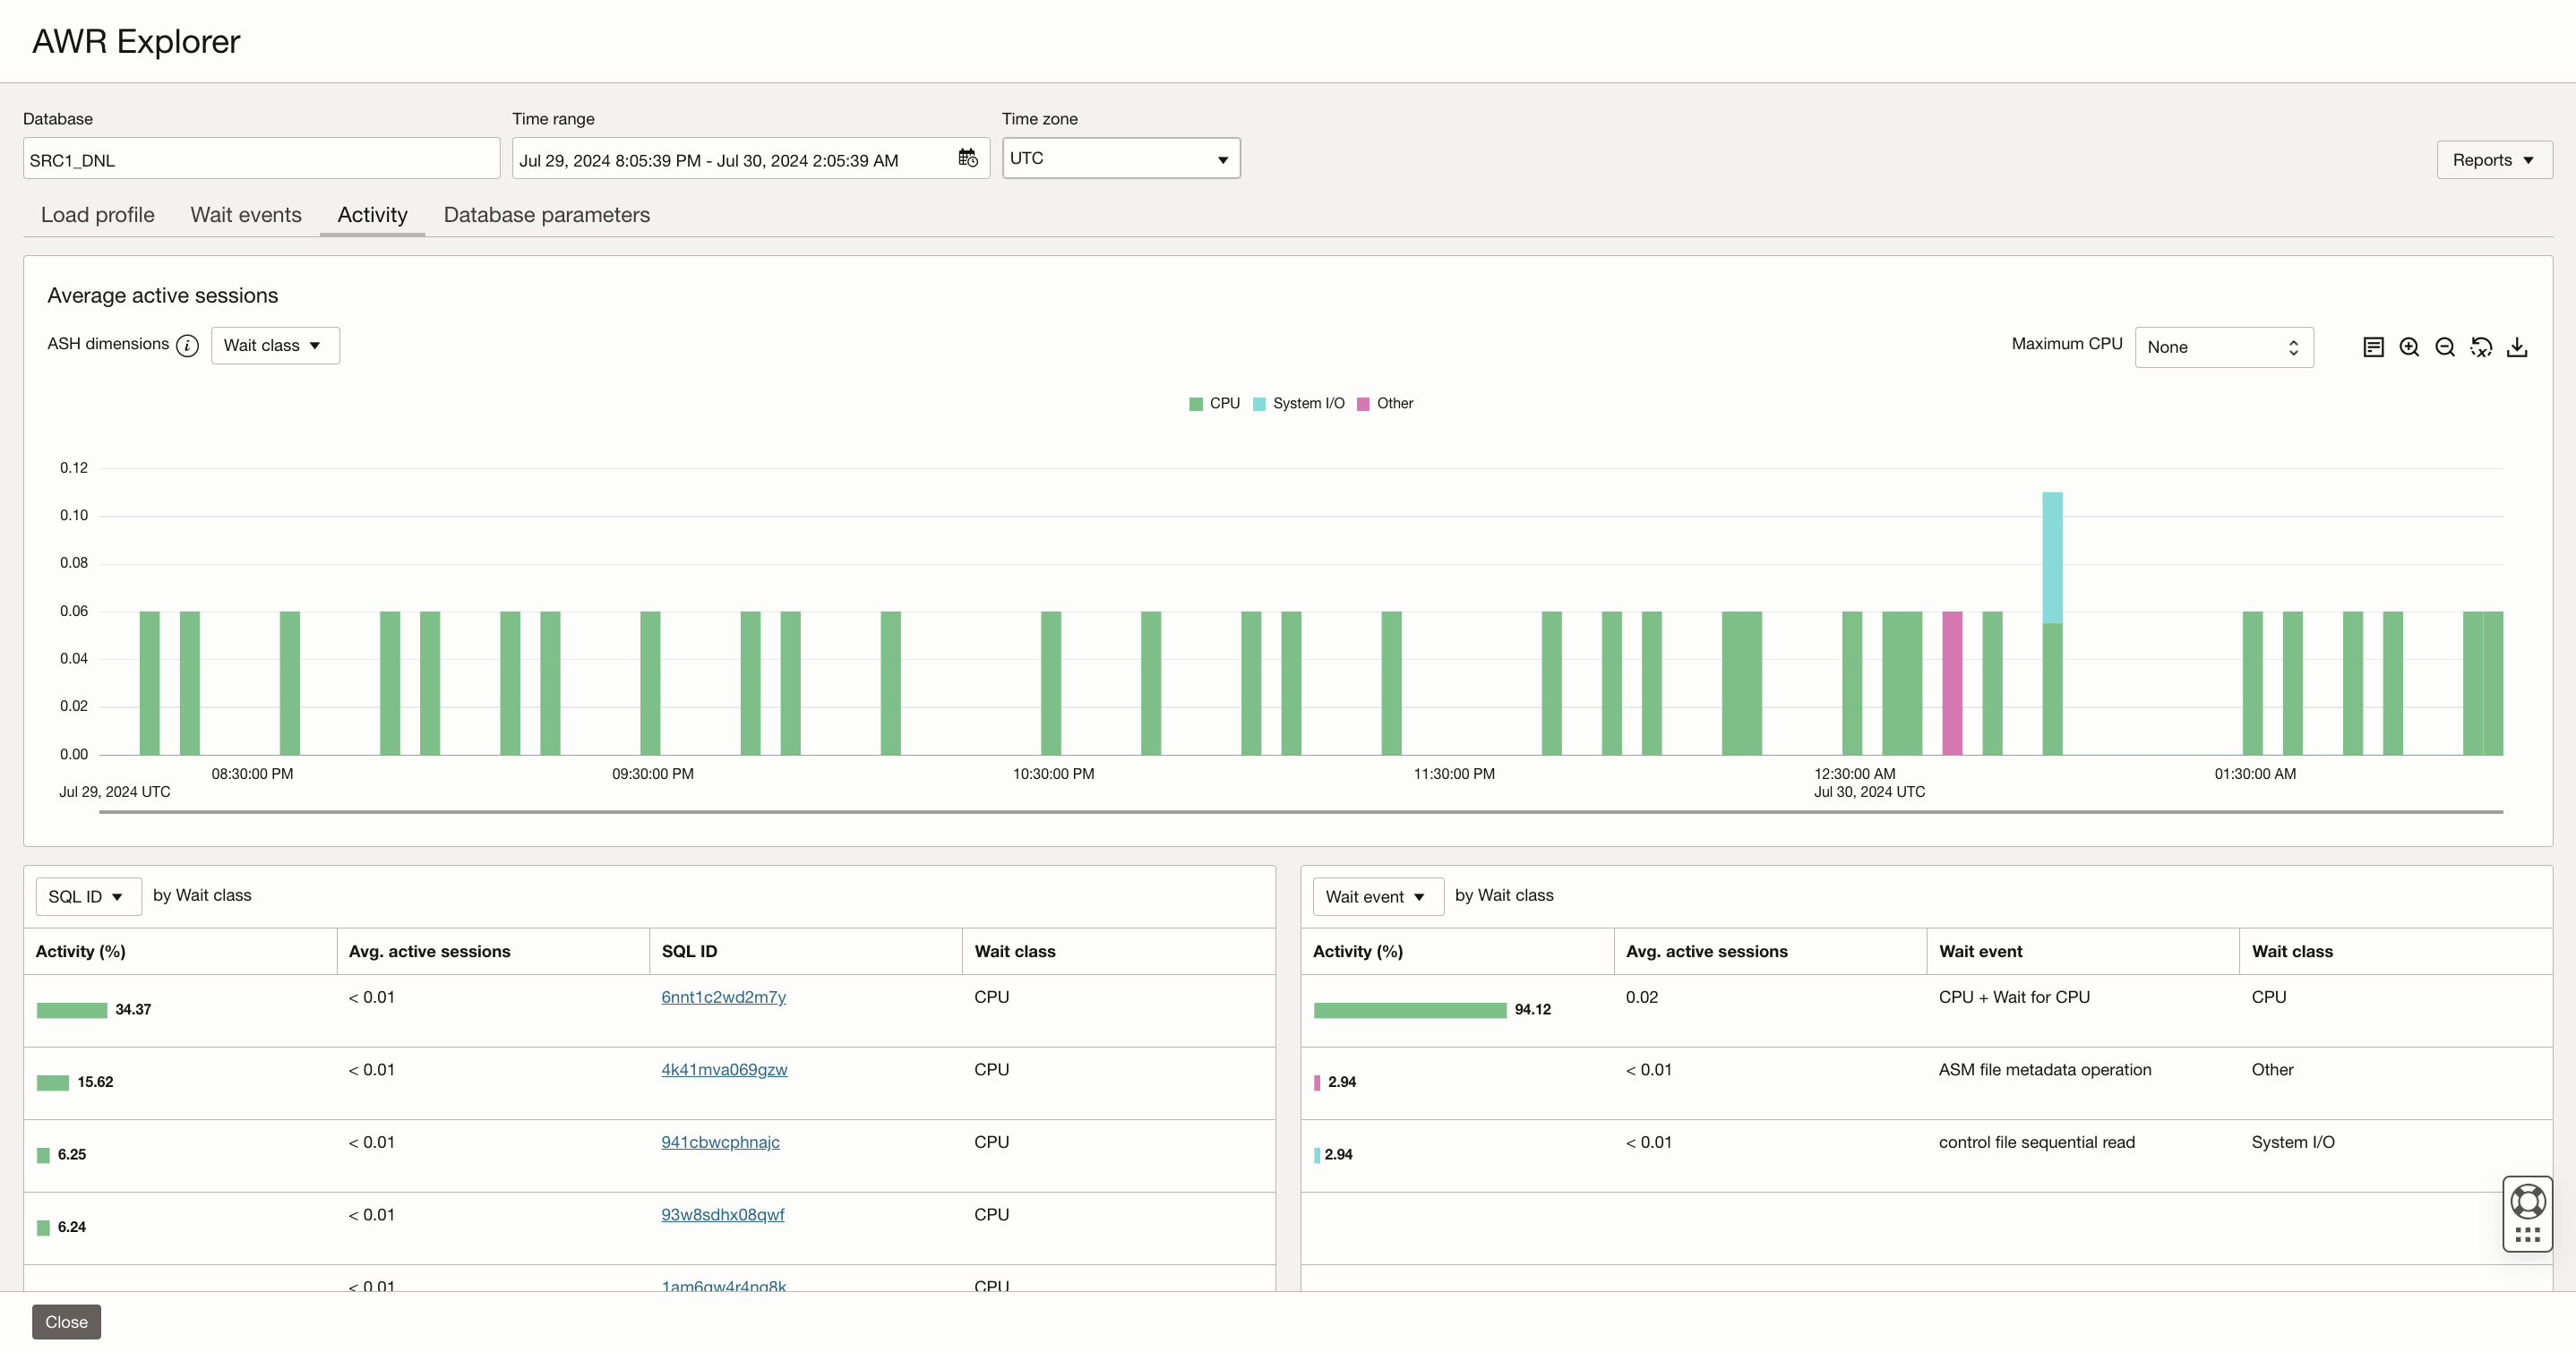 AWR Explorer
Database
Time range
Time zone
SRC1_DNL
Jul 29, 2024 8:05:39 PM - Jul 30, 2024 2:05:39 AM
UTC
Reports
Load profile
Wait events
Activity
Database parameters
Average active sessions
ASH dimensions
Wait class
Maximum CPU
None
CPU
System I/O
Other
0.12
0.10
0.08
0.06
0.04
0.02
0.00
08:30:00 PM
09:30:00 PM
10:30:00 PM
11:30:00 PM
12:30:00 AM
01:30:00 AM
Jul 29, 2024 UTC
Jul 30, 2024 UTC
SQL ID
by Wait class
Activity (%)
Avg. active sessions
SQL ID
Wait class
34.37
< 0.01
6nnt1c2wd2m7y
CPU
15.62
< 0.01
4k41mva069gzw
CPU
6.25
< 0.01
941cbwcphnajc
CPU
6.24
< 0.01
93w8sdhx08qwf
CPU
< 0.01
CPU
Wait event
by Wait class
Activity (%)
Avg. active sessions
Wait event
Wait class
94.12
0.02
CPU + Wait for CPU
CPU
2.94
< 0.01
ASM file metadata operation
Other
2.94
< 0.01
control file sequential read
System I/O
Close